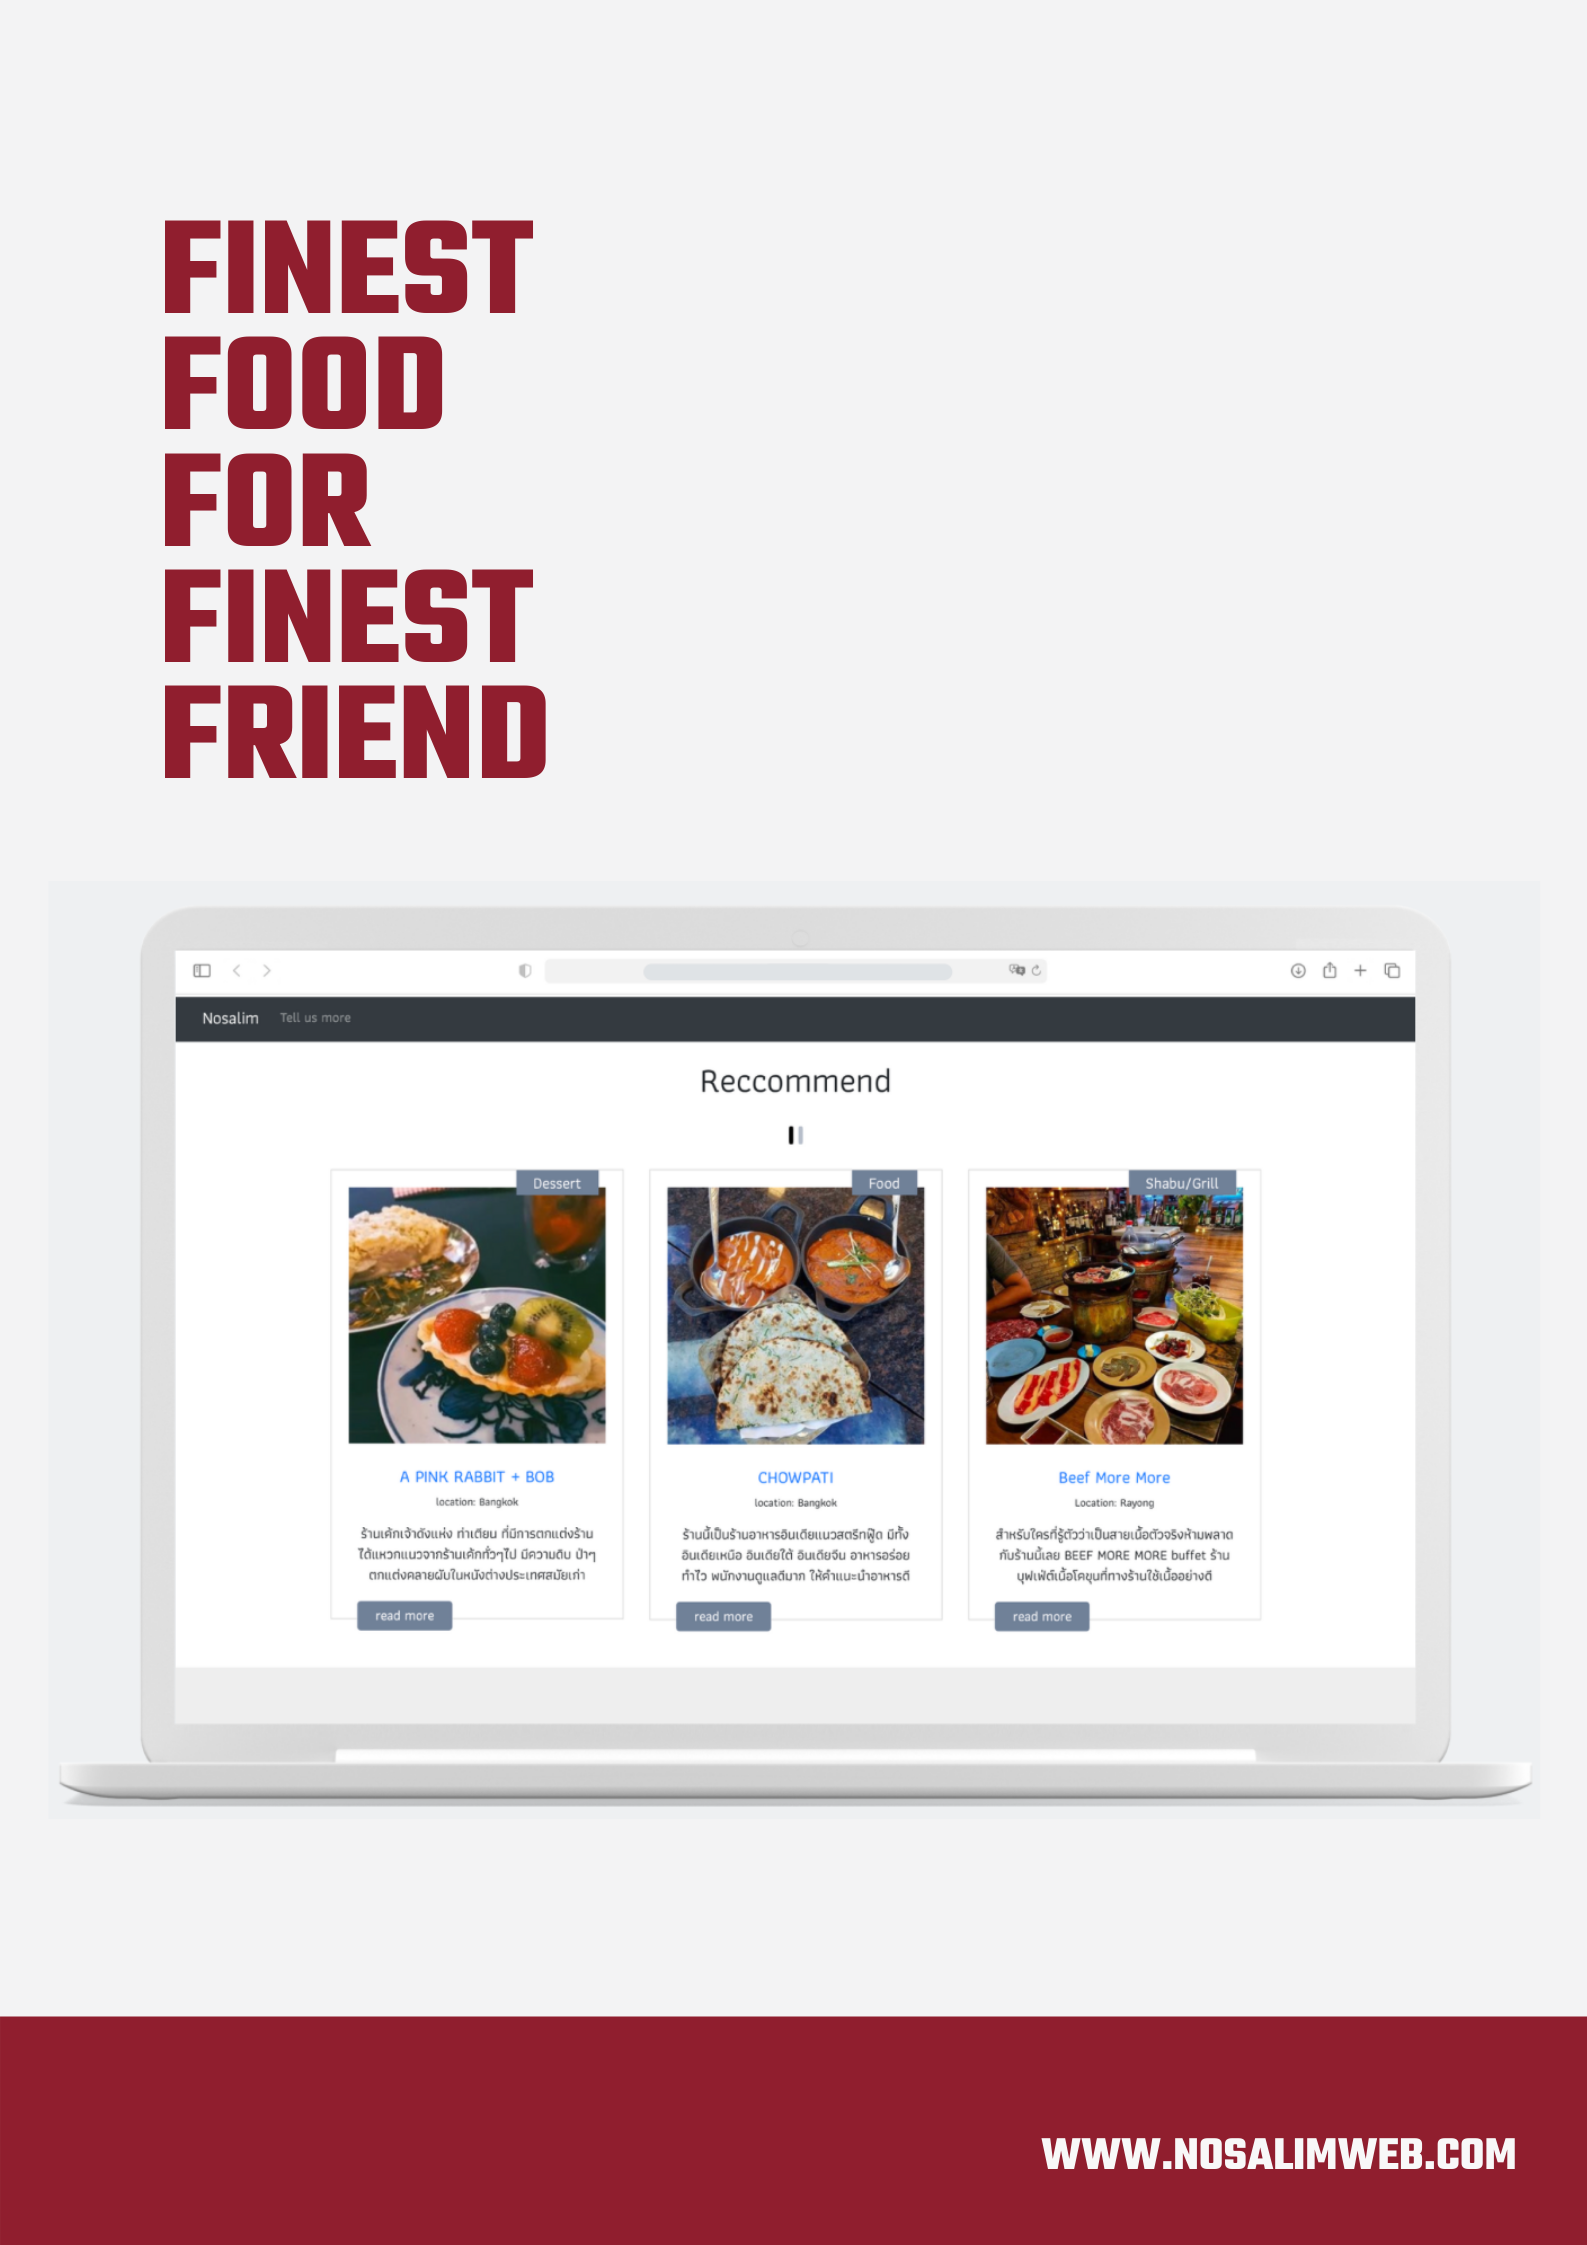 FINEST
FOOD
FOR
FINEST
FRIEND
Nosalim Tell us more
Reccommend
Dessert
A PINK RABBIT + BOB
location: Bangkok
ร้านเค้กเจ้าดังแห่ง ท่าเตียน ที่มีการตกแต่งร้าน
ได้แหวกแนวจากร้านเค้กทั่วๆไป มีความดิบ ป่าๆ
ตกแต่งคลายผับในหนังต่างประเทศสมัยเก่า
read more
Food
CHOWPATI
location: Bangkok
ร้านนี้เป็นร้านอาหารอินเดียแนวสตรีทฟู๊ด มีทั้ง
อินเดียเหนือ อินเดียใต้ อินเดียจีน อาหารอร่อย
ทำไว พนักงานดูแลดีมาก ให้คำแนะนำอาหารดี
read more
Shabu/Grill
Beef More More
Location: Rayong
สำหรับใครที่รู้ตัวว่าเป็นสายเนื้อตัวจริงห้ามพลาด
กับร้านนี้เลย BEEF MORE MORE buffet ร้าน
บุฟเฟ่ต์เนื้อโคขุนที่ทางร้านใช้เนื้ออย่างดี
read more
WWW.NOSALIMWEB.COM